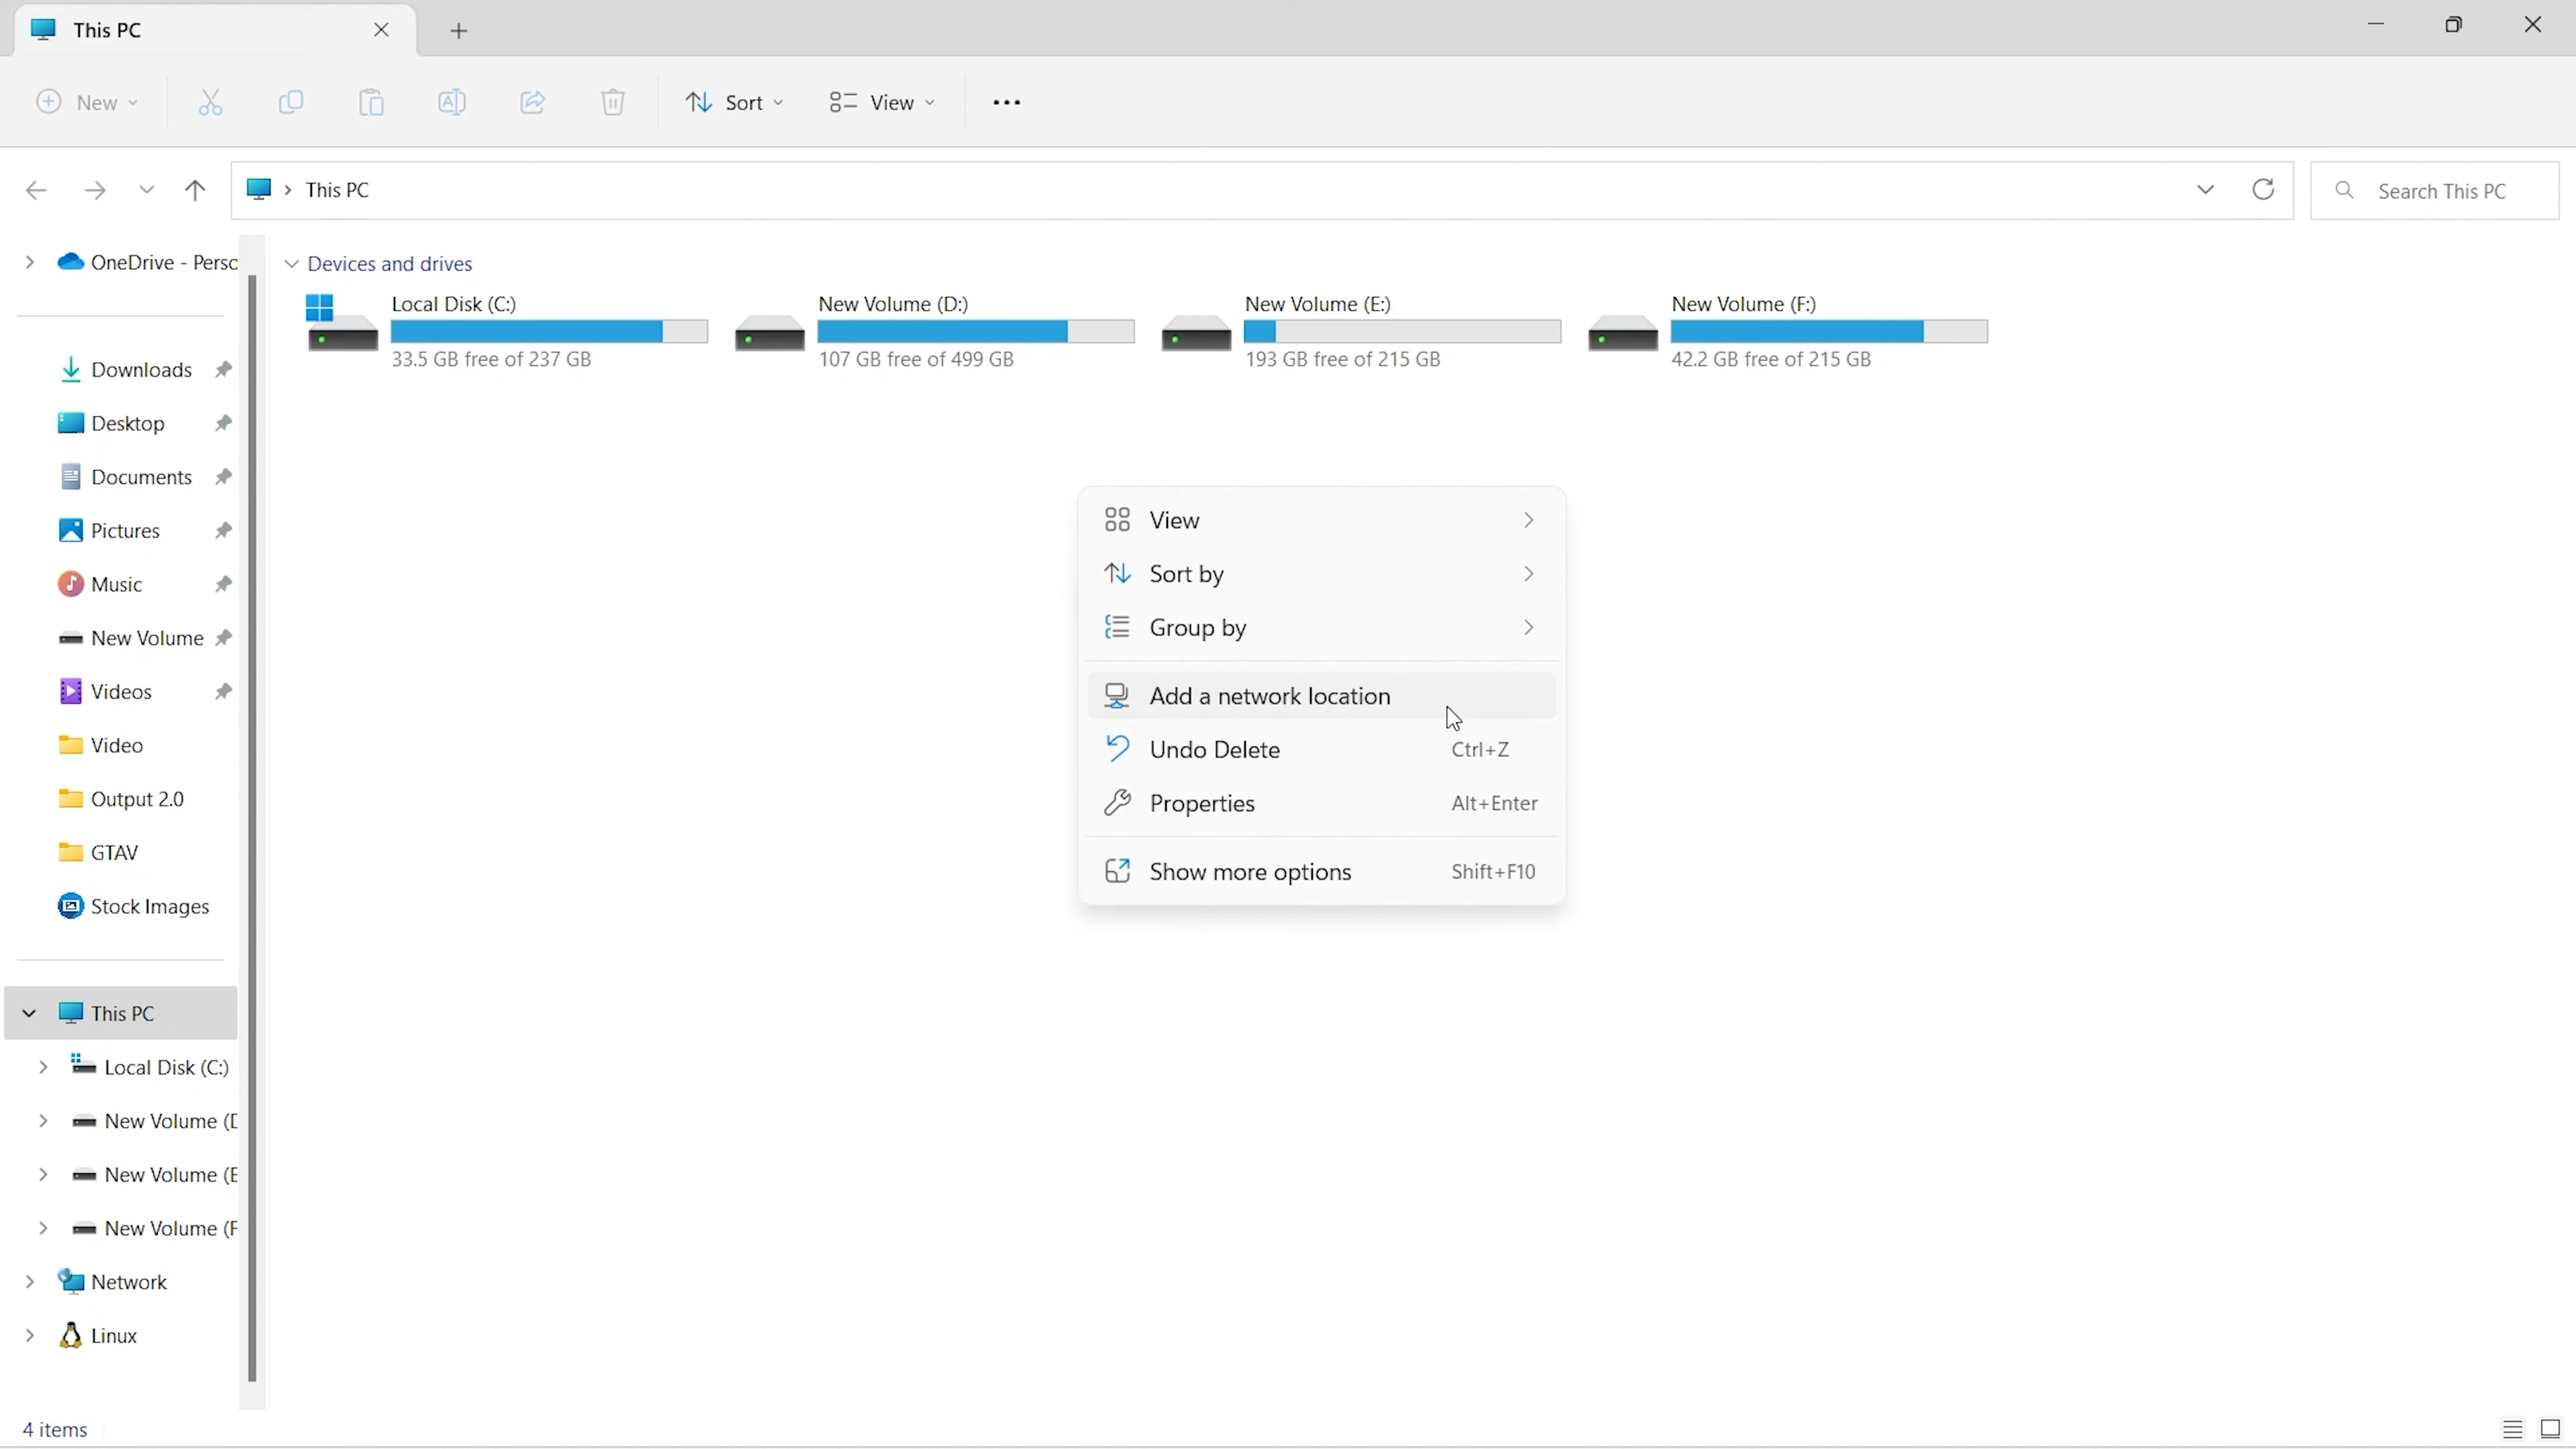 This PC
New
Sort
View
This PC
Search This PC
OneDrive - Perso
Downloads
Desktop
Documents
Pictures
Music
New Volume
Videos
Video
Output 2.0
GTAV
Stock Images
This PC
Local Disk (C:)
New Volume (D
New Volume (E
New Volume (F
Network
Linux
Devices and drives
Local Disk (C:)
33.5 GB free of 237 GB
New Volume (D:)
107 GB free of 499 GB
New Volume (E:)
193 GB free of 215 GB
New Volume (F:)
42.2 GB free of 215 GB
View
Sort by
Group by
Add a network location
Undo Delete Ctrl+Z
Properties Alt+Enter
Show more options Shift+F10
4 items